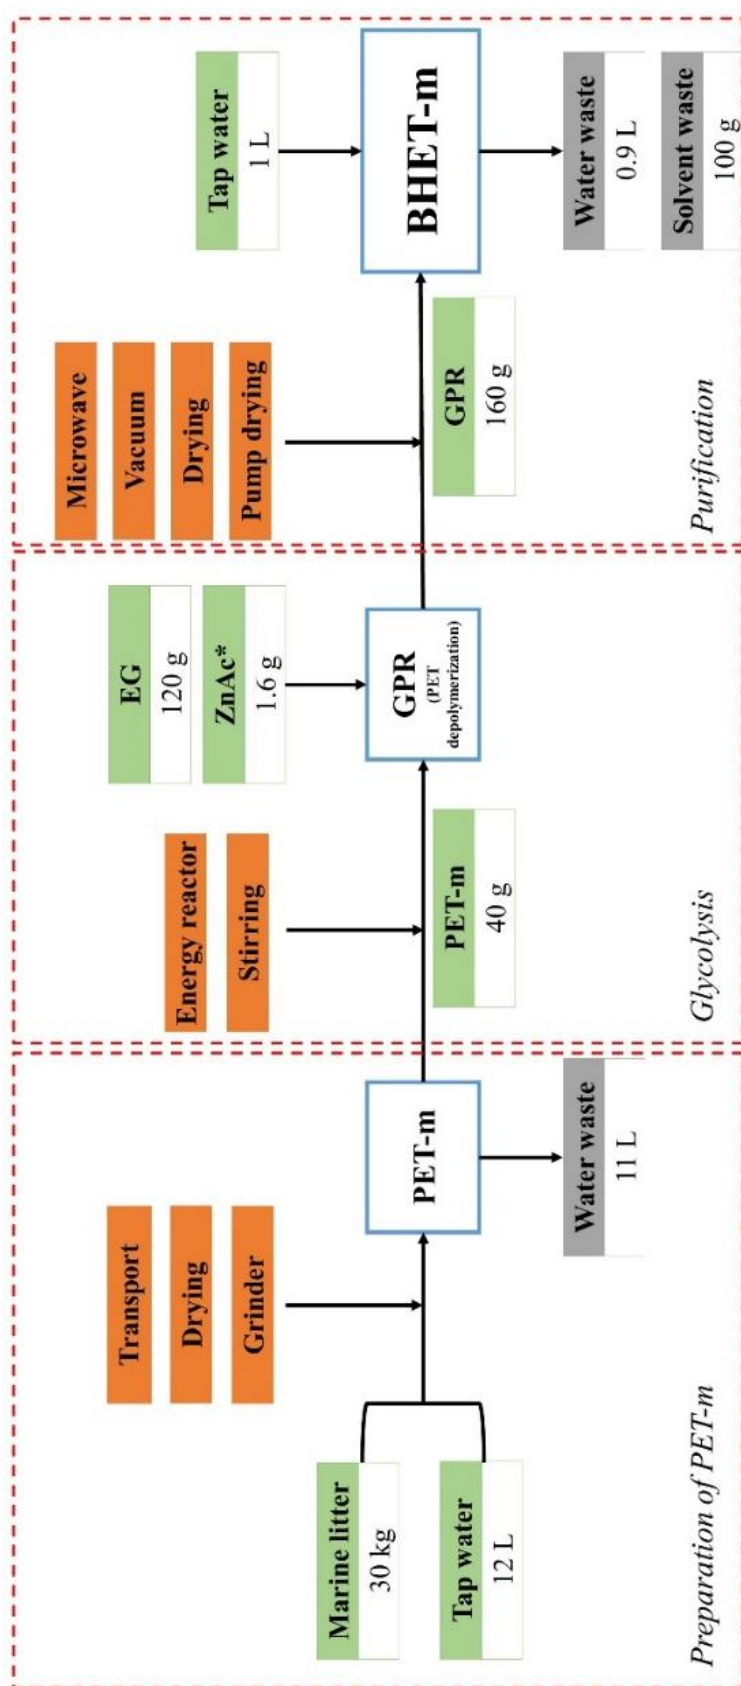 Marine litter
30 kg
Tap water
12 L
Transport
Drying
Grinder
PET-m
Water waste
11 L
Preparation of PET-m
Energy reactor
Stirring
PET-m
40 g
EG
120 g
ZnAc*
1.6 g
GPR
(PET
depolymerization)
Glycolysis
Microwave
Vacuum
Drying
Pump drying
GPR
160 g
Tap water
1 L
BHET-m
Water waste
0.9 L
Solvent waste
100 g
Purification